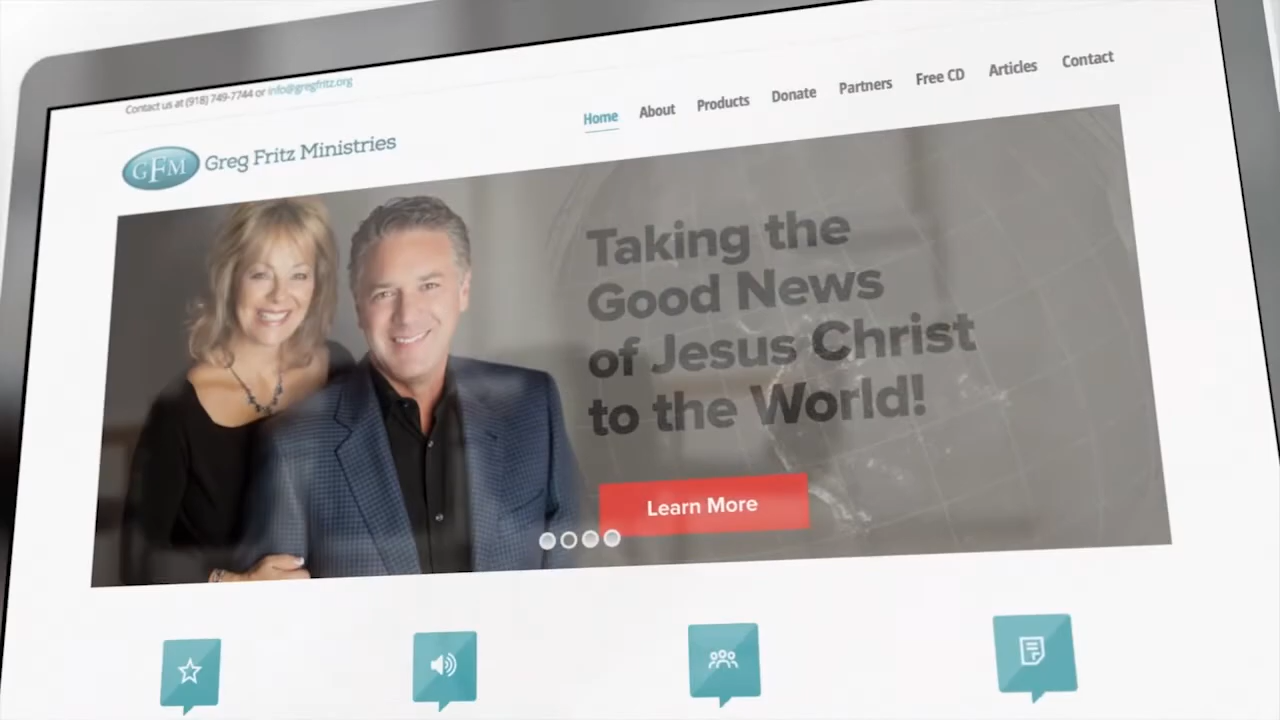 Contact us at (918) 749-7744 or info@gregfritz.org
Home
About
Products
Donate
Partners
Free CD
Articles
Contact
GFM
Greg Fritz Ministries
Taking the
Good News
of Jesus Christ
to the World!
Learn More